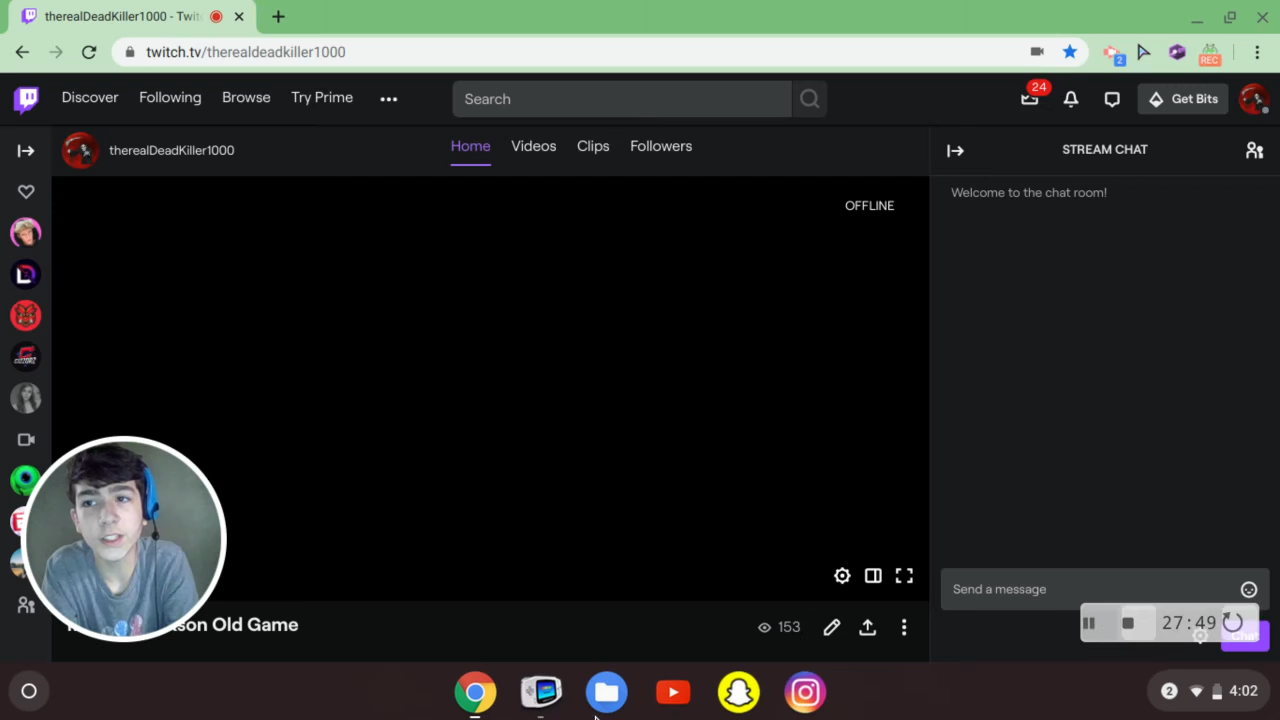 therealDeadKiller1000 - Twit
twitch.tv/therealdeadkiller1000
2
REC
Discover
Following
Browse
Try Prime
Search
24
Get Bits
therealDeadKiller1000
Home
Videos
Clips
Followers
STREAM CHAT
OFFLINE
Welcome to the chat room!
Send a message
27:49
son Old Game
153
2
4:02